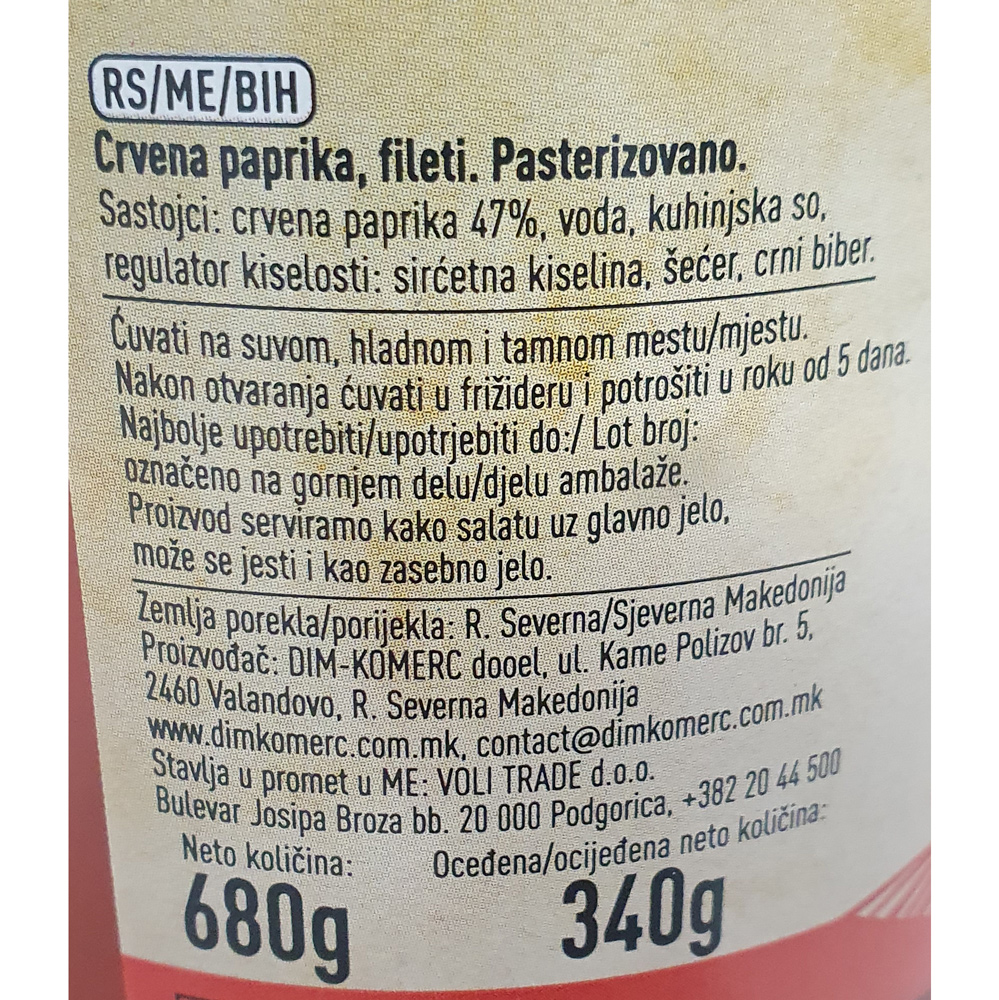 RS/ME/BIH
Crvena paprika, fileti. Pasterizovano.
Sastojci: crvena paprika 47%, voda, kuhinjska so,
regulator kiselosti: sirćetna kiselina, šećer, crni biber.
Ćuvati na suvom, hladnom i tamnom mestu/mjestu.
Nakon otvaranja ćuvati u frižideru i potrošiti u roku od 5 dana.
Najbolje upotrebiti/upotrjebiti do:/ Lot broj:
označeno na gornjem delu/djelu ambalaže.
Proizvod serviramo kako salatu uz glavno jelo,
može se jesti i kao zasebno jelo.
Zemlja porekla/porijekla: R. Severna/Sjeverna Makedonija
Proizvođač: DIM-KOMERC dooel, ul. Kame Polizov br. 5,
2460 Valandovo, R. Severna Makedonija
www.dimkomerc.com.mk, contact@dimkomerc.com.mk
Stavlja u promet u ME: VOLI TRADE d.o.o.
Bulevar Josipa Broza bb. 20 000 Podgorica, +382 20 44 500
Neto količina: Oceđena/ocijeđena neto količina:
680g 340g